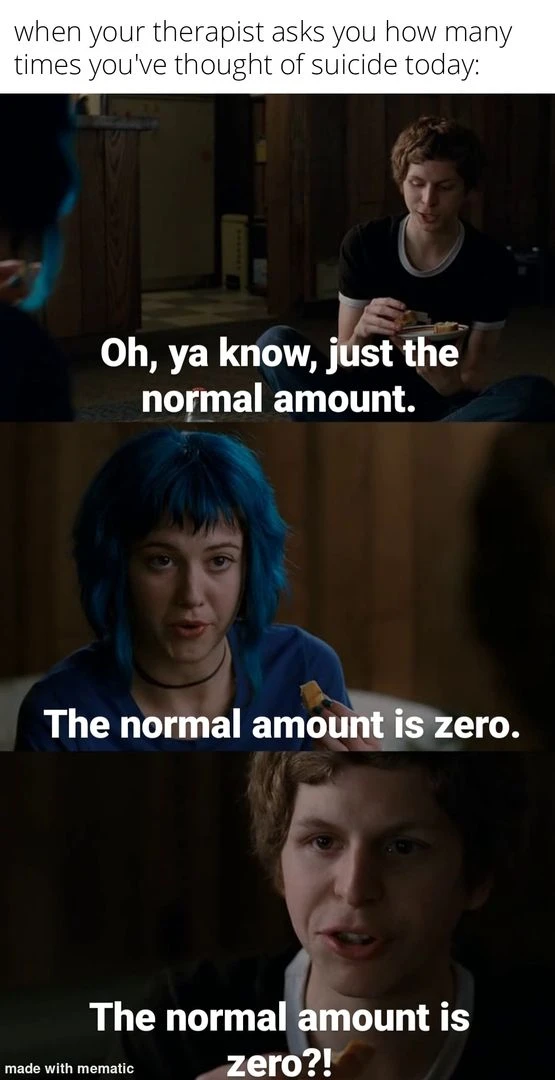 when your therapist asks you how many
times you've thought of suicide today:
Oh, ya know, just the
normal amount.
The normal amount is zero.
The normal amount is
zero?!
made with mematic